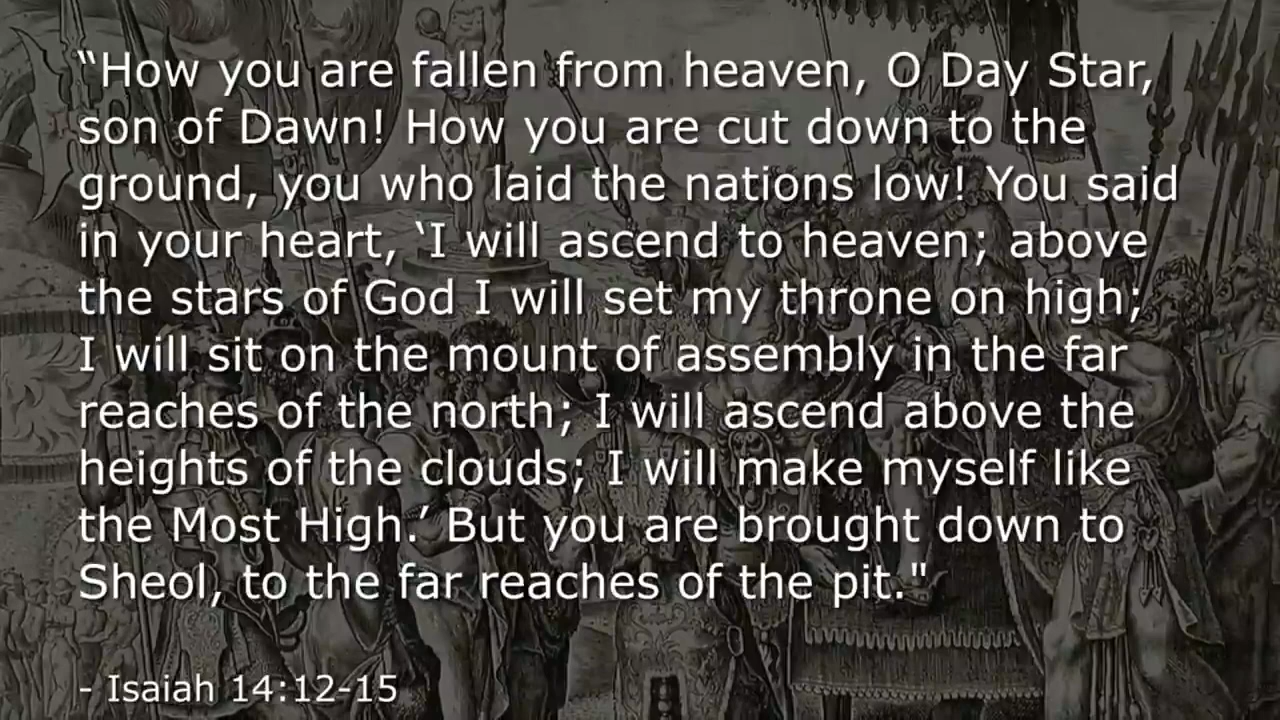 “How you are fallen from heaven, O Day Star,
son of Dawn! How you are cut down to the
ground, you who laid the nations low! You said
in your heart, ‘I will ascend to heaven; above
the stars of God I will set my throne on high;
I will sit on the mount of assembly in the far
reaches of the north; I will ascend above the
heights of the clouds; I will make myself like
the Most High.’ But you are brought down to
Sheol, to the far reaches of the pit."
- Isaiah 14:12-15